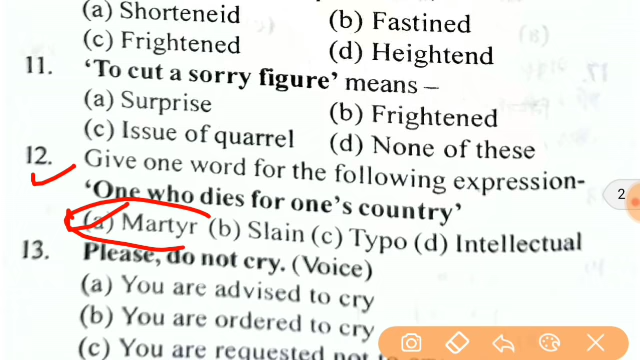 (a) Shorteneid (b) Fastined
(c) Frightened (d) Heightend
11. ‘To cut a sorry figure’ means –
(a) Surprise (b) Frightened
(c) Issue of quarrel (d) None of these
12. Give one word for the following expression-
‘One who dies for one’s country’
(a) Martyr (b) Slain (c) Typo (d) Intellectual
13. Please, do not cry. (Voice)
(a) You are advised to cry
(b) You are ordered to cry
(c) You are requested not to
2